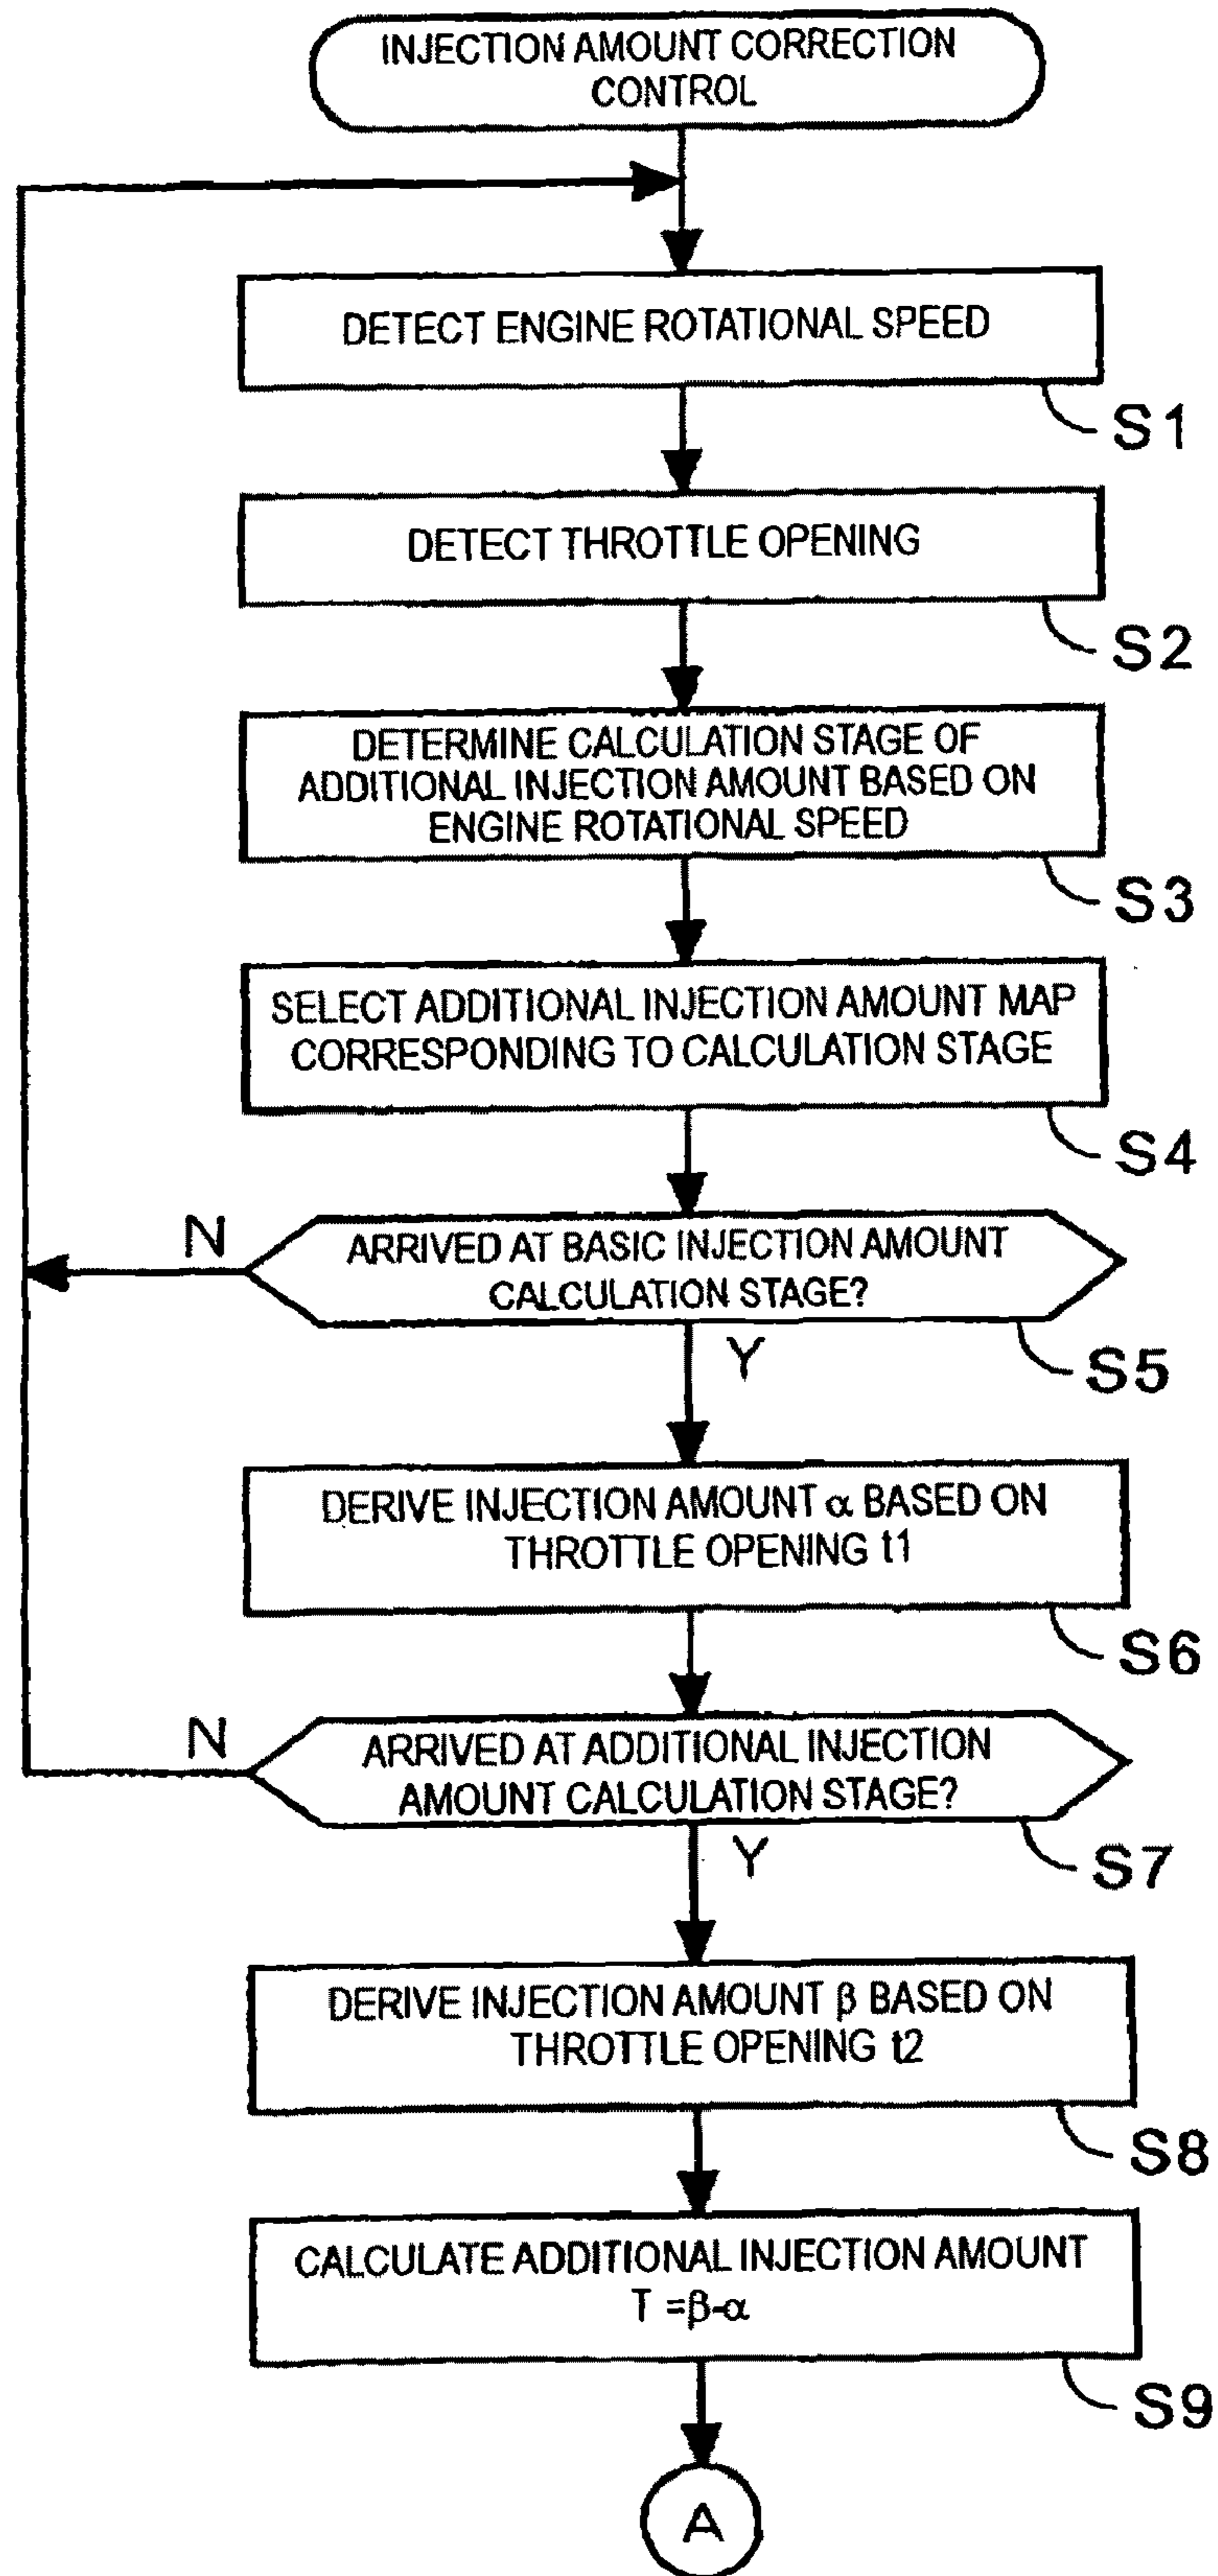 INJECTION AMOUNT CORRECTION
CONTROL
DETECT ENGINE ROTATIONAL SPEED
S1
DETECT THROTTLE OPENING
S2
DETERMINE CALCULATION STAGE OF
ADDITIONAL INJECTION AMOUNT BASED ON
ENGINE ROTATIONAL SPEED
S3
SELECT ADDITIONAL INJECTION AMOUNT MAP
CORRESPONDING TO CALCULATION STAGE
S4
N
ARRIVED AT BASIC INJECTION AMOUNT
CALCULATION STAGE?
Y
S5
DERIVE INJECTION AMOUNT α BASED ON
THROTTLE OPENING t1
S6
N
ARRIVED AT ADDITIONAL INJECTION
AMOUNT CALCULATION STAGE?
Y
S7
DERIVE INJECTION AMOUNT β BASED ON
THROTTLE OPENING t2
S8
CALCULATE ADDITIONAL INJECTION AMOUNT
T =β-α
S9
A